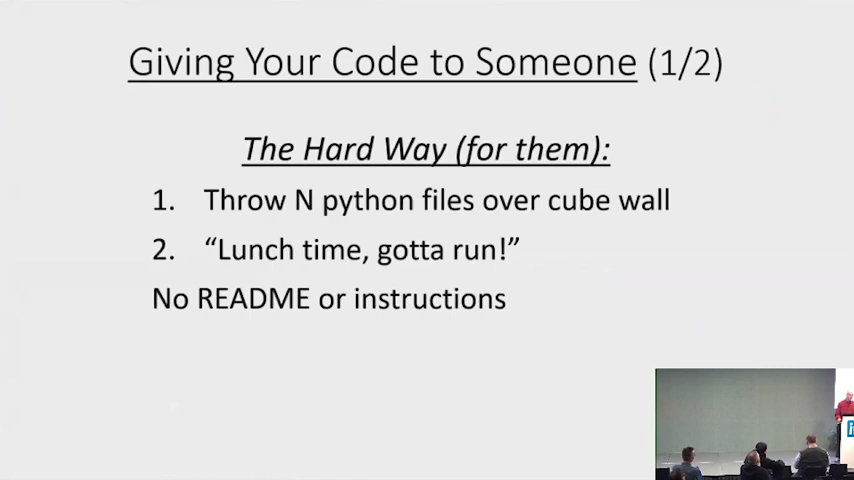 Giving Your Code to Someone (1/2)
The Hard Way (for them):
1. Throw N python files over cube wall
2. “Lunch time, gotta run!”
No README or instructions